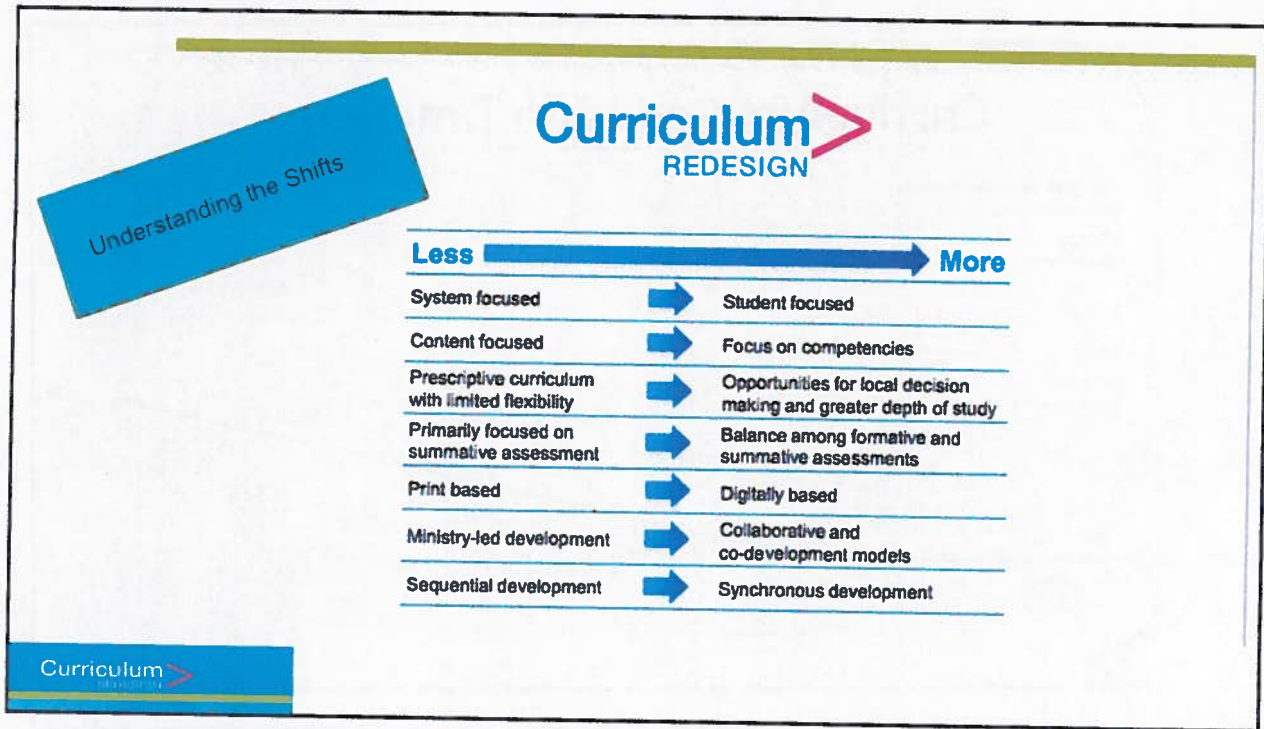 Understanding the Shifts
Curriculum
REDESIGN
Less More
System focused Student focused
Content focused Focus on competencies
Prescriptive curriculum
with limited flexibility
Opportunities for local decision
making and greater depth of study
Primarily focused on
summative assessment
Balance among formative and
summative assessments
Print based Digitally based
Ministry-led development
Collaborative and
co-development models
Sequential development Synchronous development
Curriculum
REDESIGN